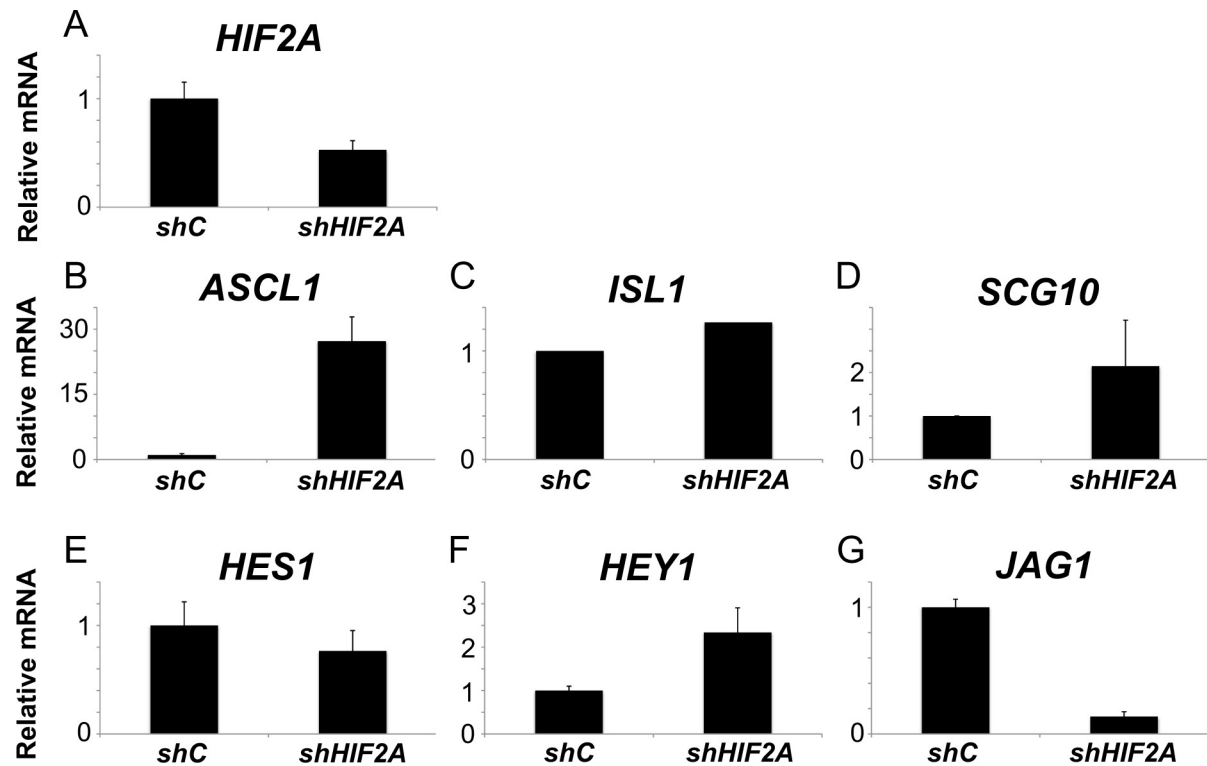 A
HIF2A
Relative mRNA
1
0
shC shHIF2A
B
ASCL1
Relative mRNA
30
15
0
shC shHIF2A
C
ISL1
1
0
shC shHIF2A
D
SCG10
2
1
0
shC shHIF2A
E
HES1
Relative mRNA
1
0
shC shHIF2A
F
HEY1
3
2
1
0
shC shHIF2A
G
JAG1
1
0
shC shHIF2A